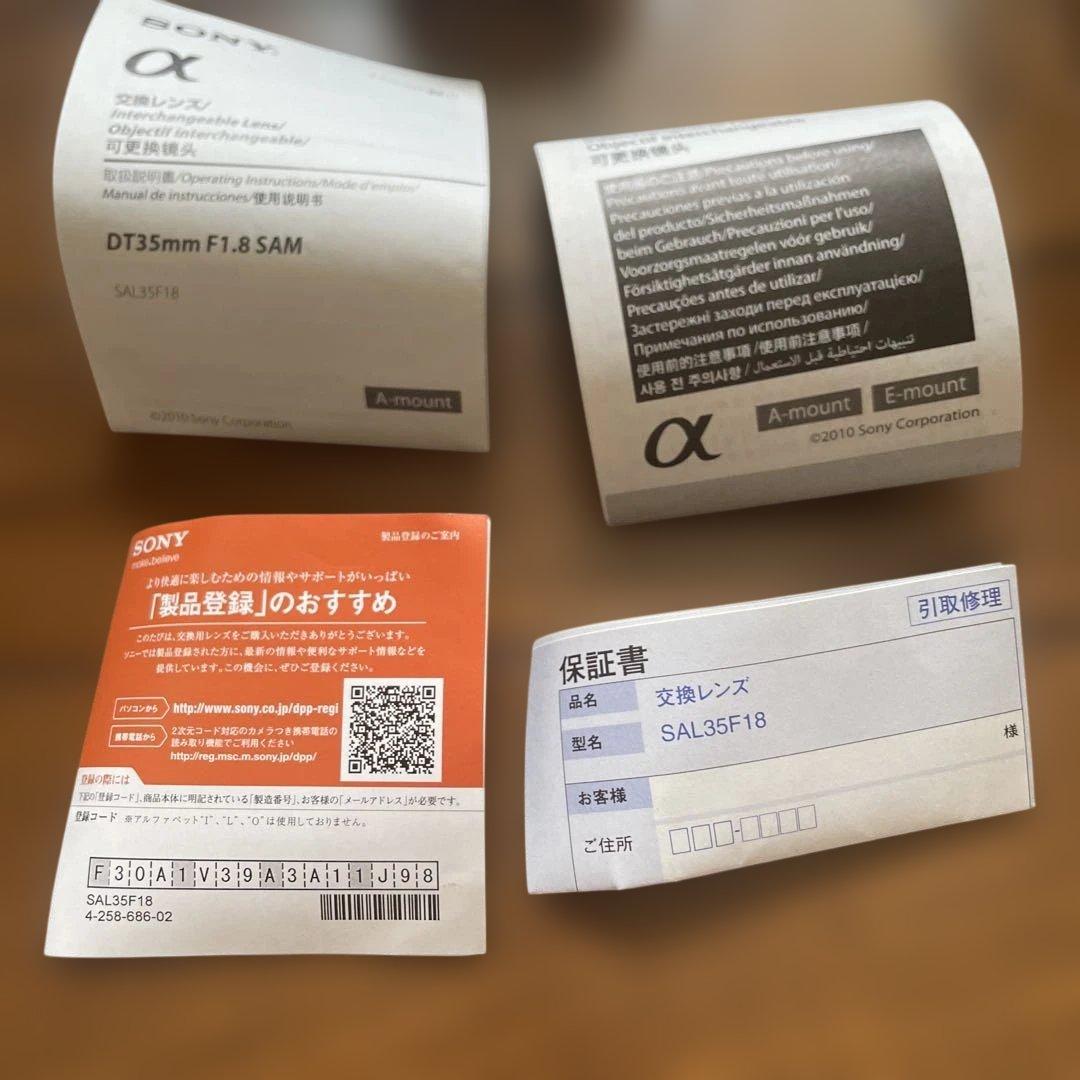 SONY
α
交換レンズ/
Interchangeable Lens/
Objectif interchangeable/
可更换镜头
取扱説明書/Operating Instructions/Mode d'emploi/
Manual de instrucciones/使用说明书
DT35mm F1.8 SAM
SAL35F18
A-mount
©2010 Sony Corporation
Objectif interchangeable
可更换镜头
使用前のご注意/Precautions before using/
Précautions avant toute utilisation/
Precauciones previas a la utilización
del producto/Sicherheitsmaßnahmen
beim Gebrauch/Precauzioni per l'uso/
Voorzorgsmaatregelen vóór gebruik/
Försiktighetsåtgärder innan användning/
Precauções antes de utilizar/
Застережні заходи перед експлуатацією/
Примечания по использованию/
使用前的注意事項/使用前注意事项/
사용 전 주의사항/تنبيهات احتياطية قبل الاستعمال
α
A-mount E-mount
©2010 Sony Corporation
SONY
make.believe
製品登録のご案内
より快適に楽しむための情報やサポートがいっぱい
「製品登録」のおすすめ
このたびは、交換用レンズをご購入いただきありがとうございます。
ソニーでは製品登録された方に、最新の情報や便利なサポート情報などを
提供しています。この機会に、ぜひご登録ください。
パソコンから http://www.sony.co.jp/dpp-regi
携帯電話から 2次元コード対応のカメラつき携帯電話の
読み取り機能でご利用ください
http://reg.msc.m.sony.jp/dpp/
登録の際には
下記の「登録コード」、商品本体に明記されている「製造番号」、お客様の「メールアドレス」が必要です。
登録コード ※アルファベット"I"、"L"、"O"は使用しておりません。
F30A1V39A3A11J98
SAL35F18
4-258-686-02
引取修理
保証書
品名 交換レンズ
型名 SAL35F18
お客様 様
ご住所 □□□-□□□□